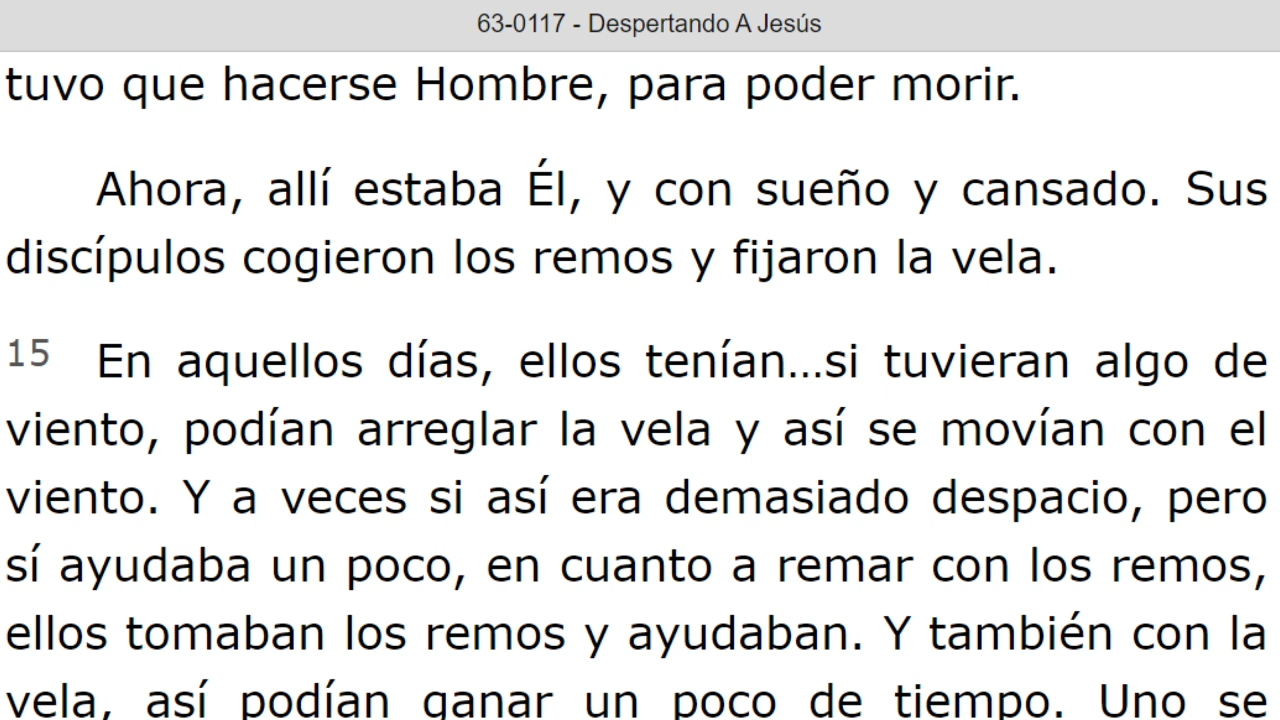 63-0117 - Despertando A Jesús
tuvo que hacerse Hombre, para poder morir.
Ahora, allí estaba Él, y con sueño y cansado. Sus
discípulos cogieron los remos y fijaron la vela.
15 En aquellos días, ellos tenían...si tuvieran algo de
viento, podían arreglar la vela y así se movían con el
viento. Y a veces si así era demasiado despacio, pero
sí ayudaba un poco, en cuanto a remar con los remos,
ellos tomaban los remos y ayudaban. Y también con la
vela, así podían ganar un poco de tiempo. Uno se